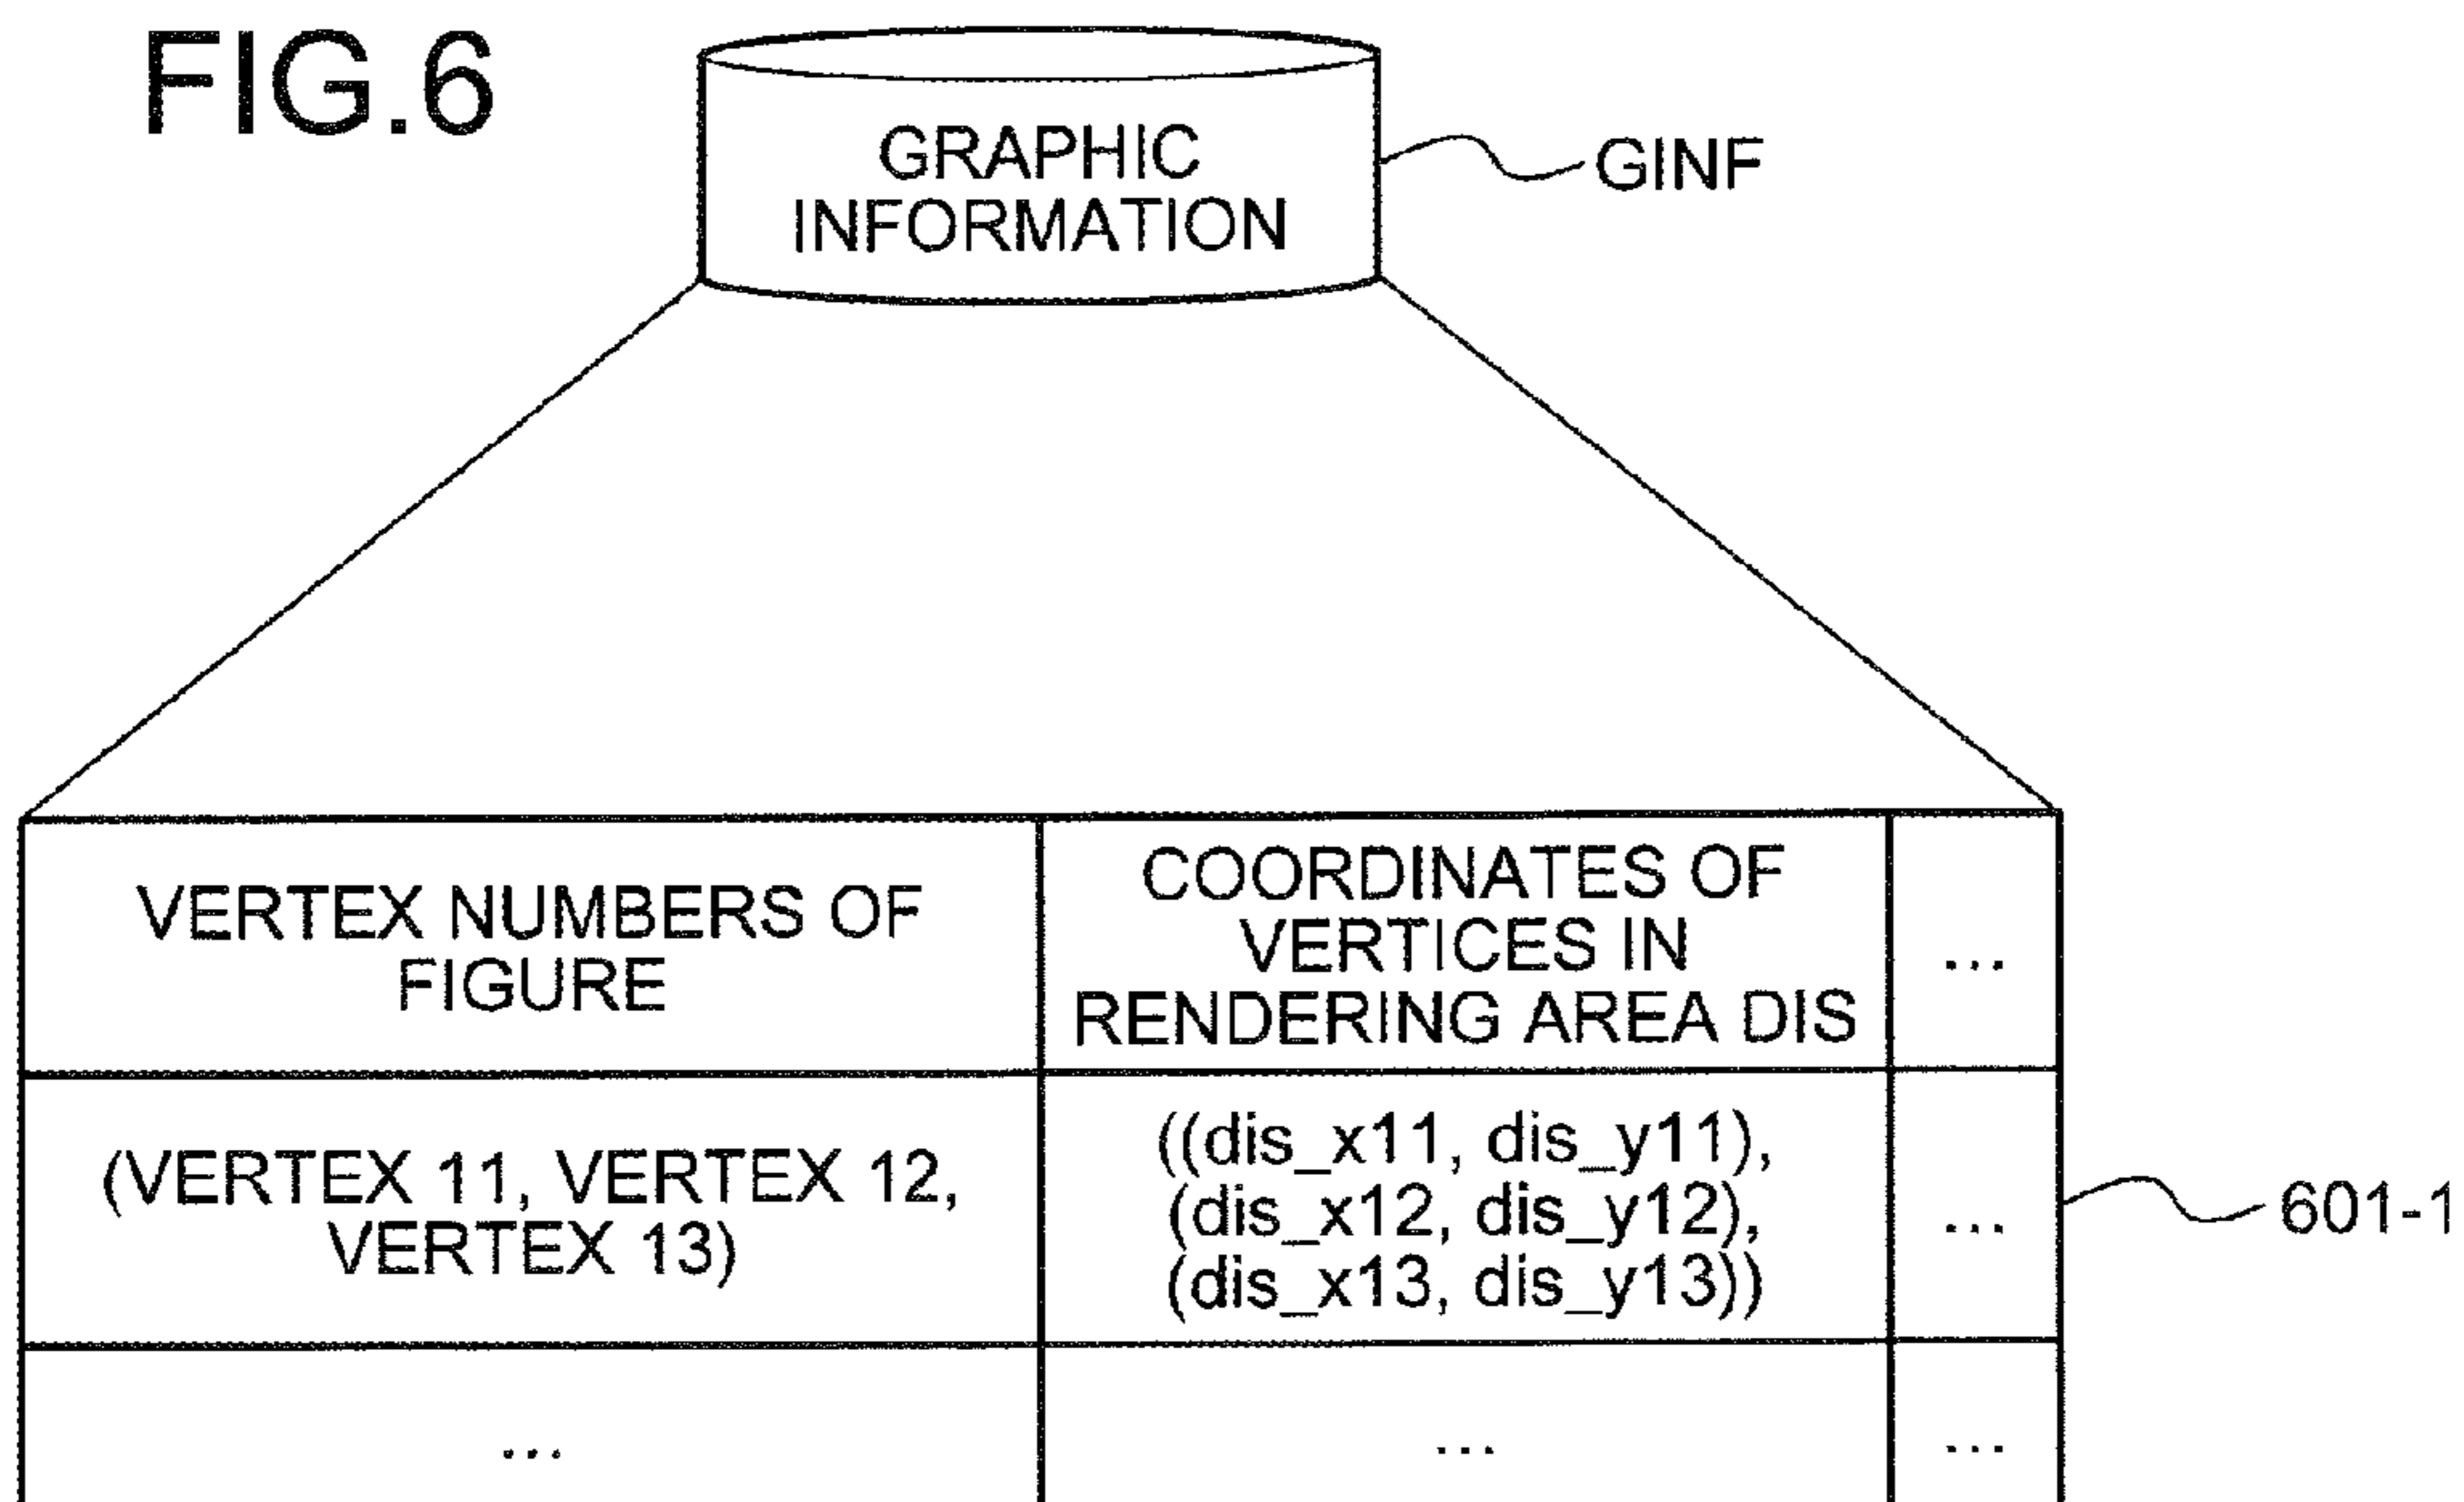 FIG.6
GRAPHIC
INFORMATION
GINF
VERTEX NUMBERS OF
FIGURE
COORDINATES OF
VERTICES IN
RENDERING AREA DIS
...
(VERTEX 11, VERTEX 12,
VERTEX 13)
((dis_x11, dis_y11),
(dis_x12, dis_y12),
(dis_x13, dis_y13))
...
601-1
...
...
...